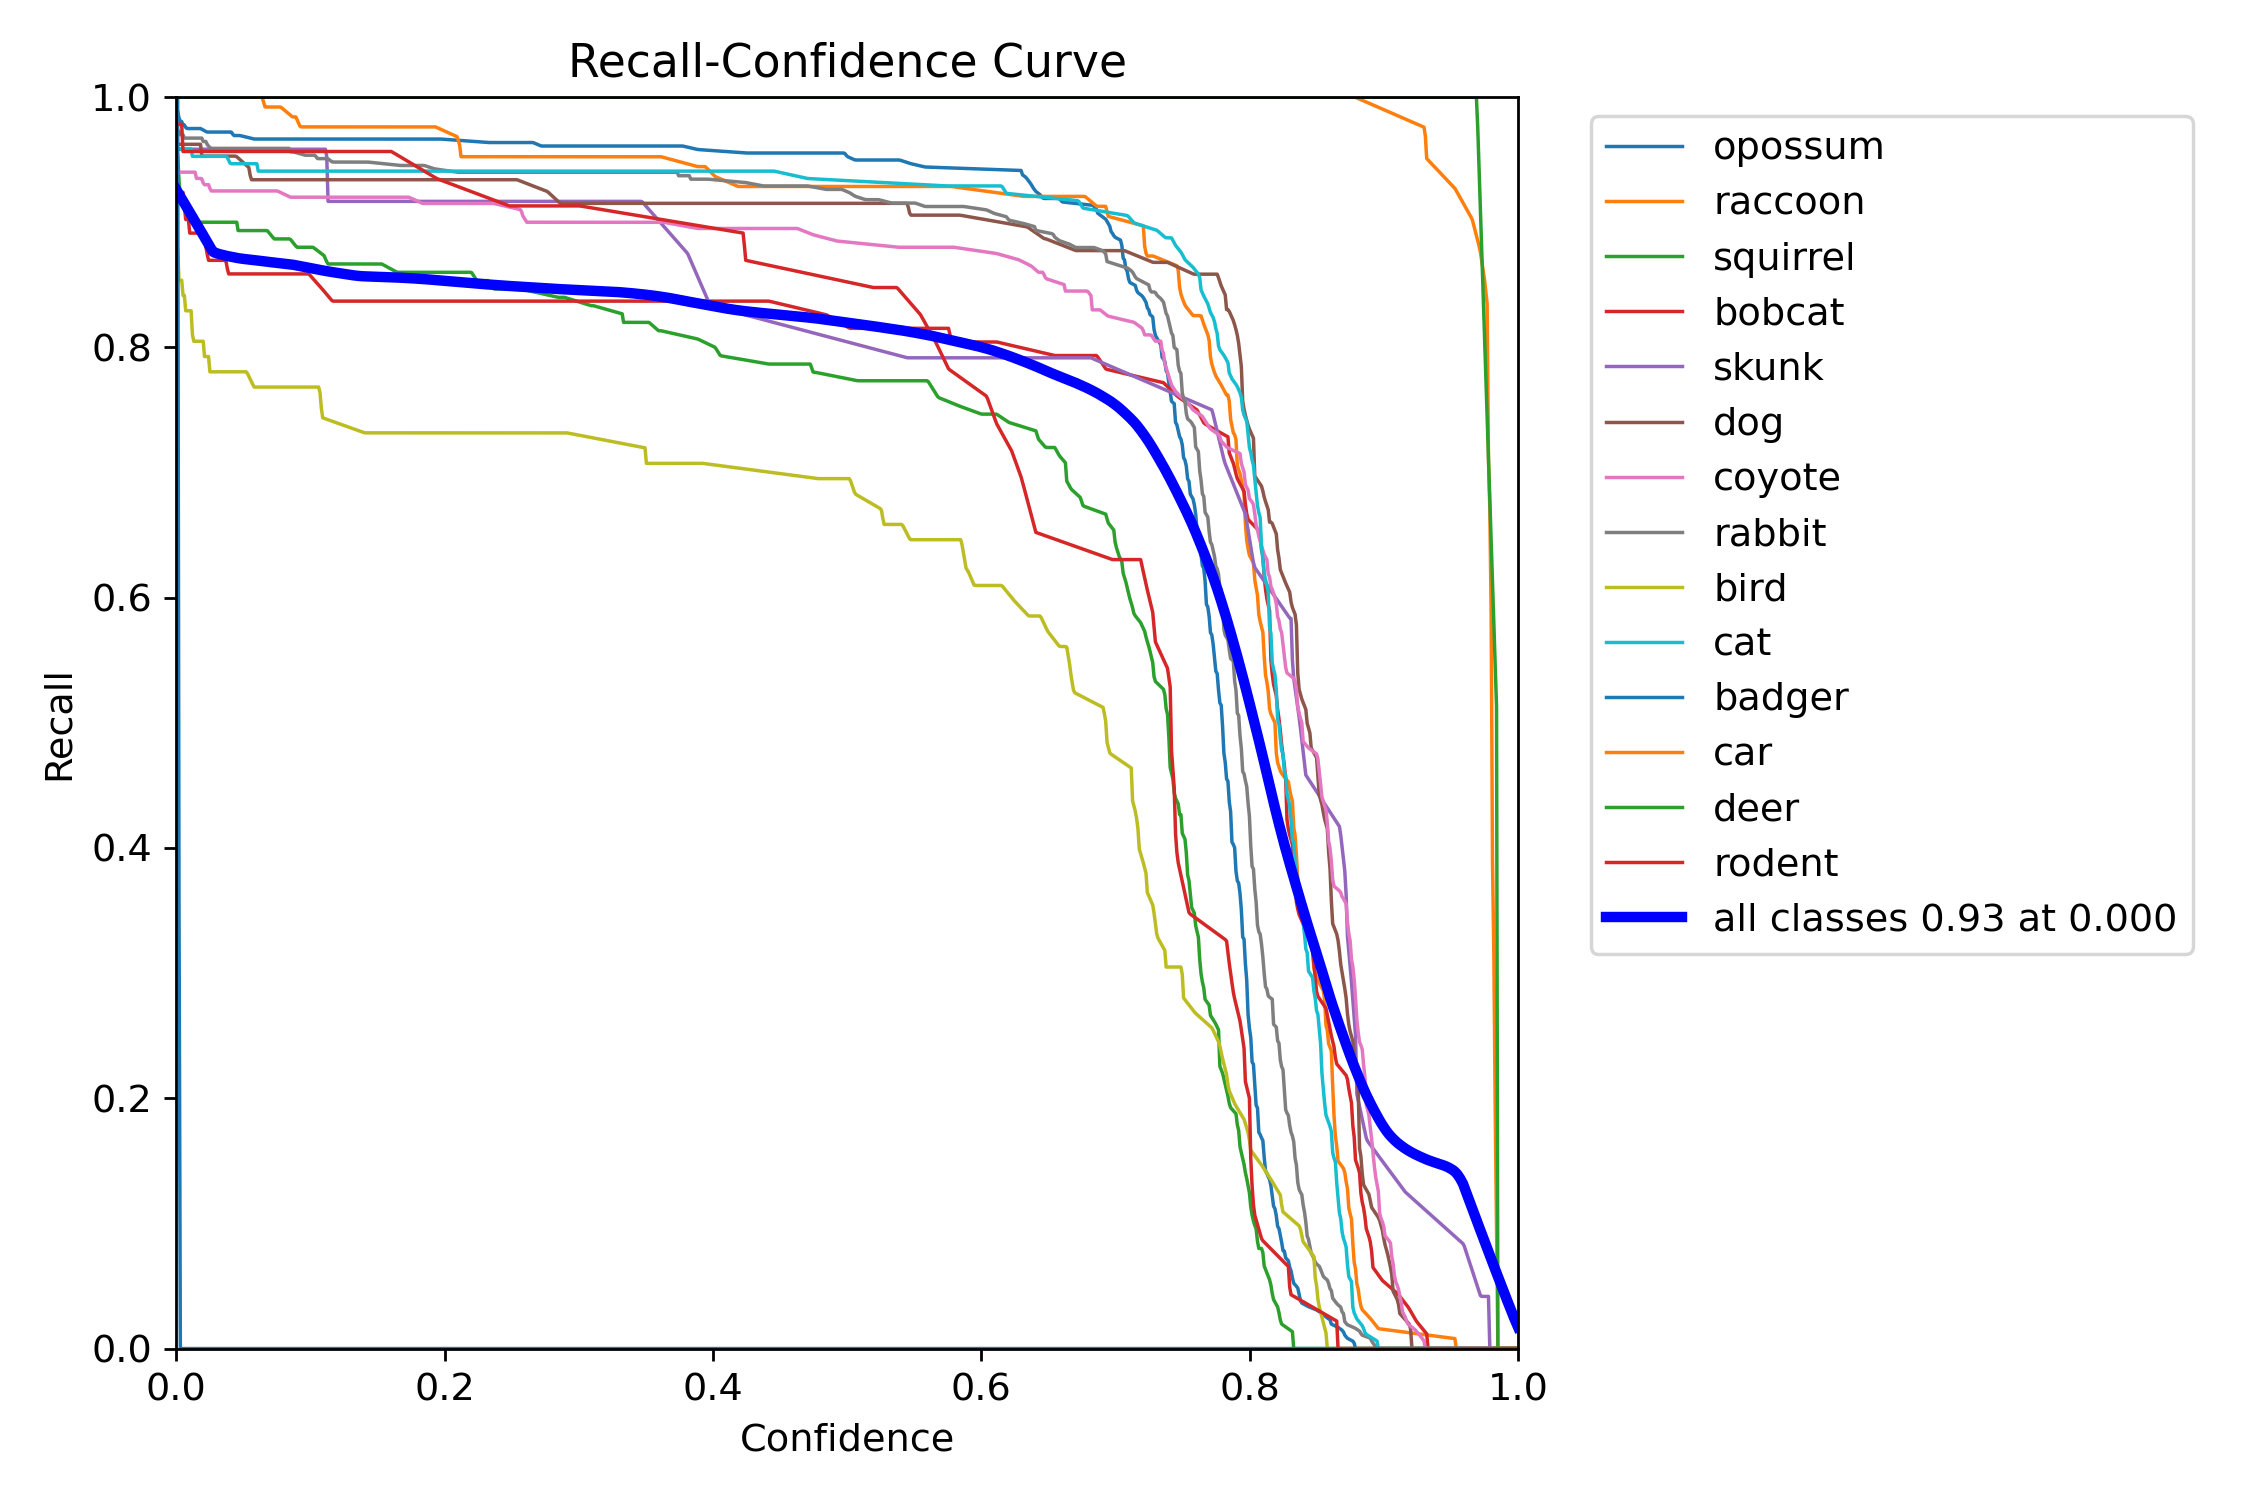 Recall-Confidence Curve
1.0
0.8
0.6
0.4
0.2
0.0
Recall
0.0 0.2 0.4 0.6 0.8 1.0
Confidence
opossum
raccoon
squirrel
bobcat
skunk
dog
coyote
rabbit
bird
cat
badger
car
deer
rodent
all classes 0.93 at 0.000